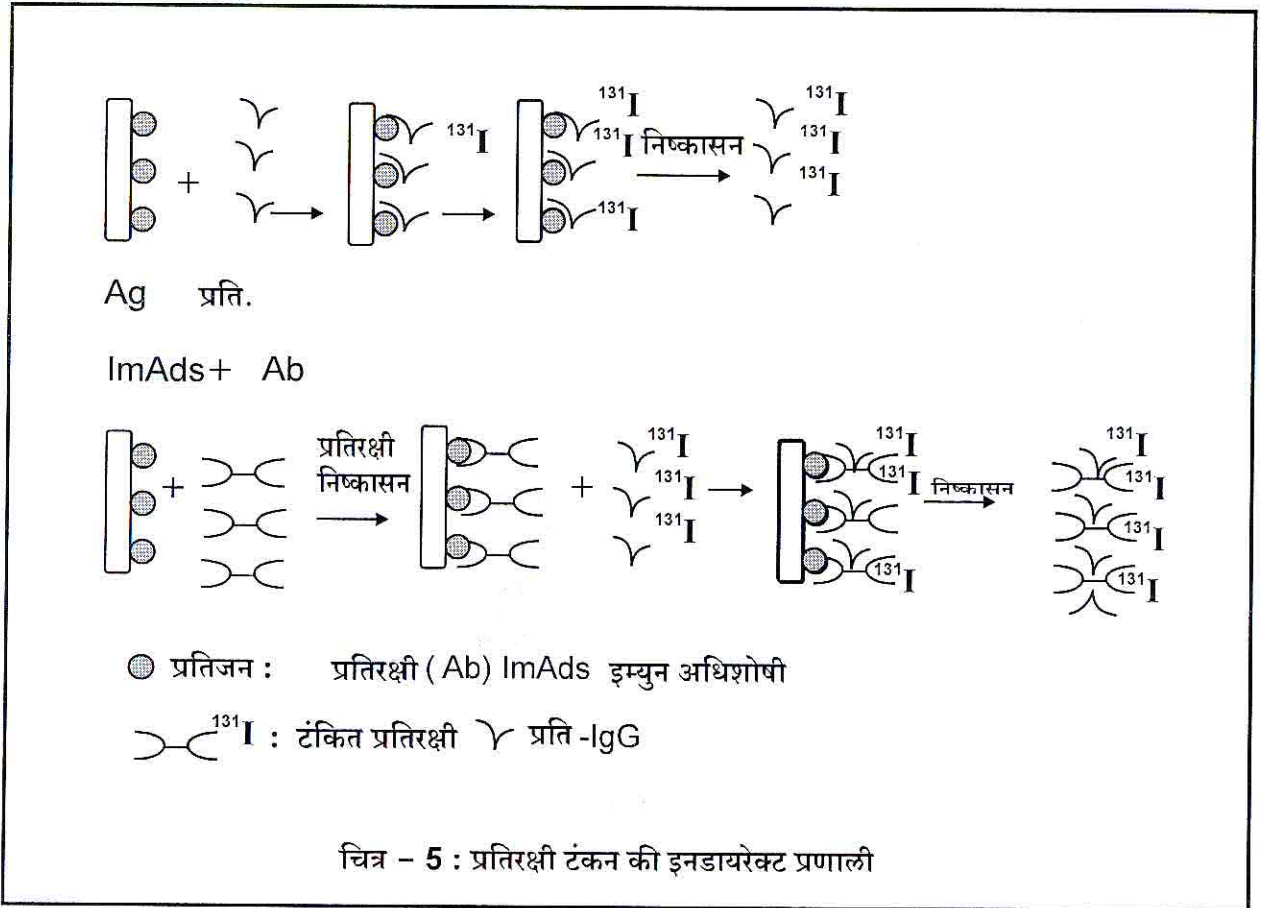 ¹³¹I ¹³¹I
¹³¹I ¹³¹I निष्कासन ¹³¹I
+ ¹³¹I
¹³¹I
Ag प्रति.
ImAds+ Ab
प्रतिरक्षी ¹³¹I ¹³¹I ¹³¹I
+ निष्कासन + ¹³¹I ¹³¹I निष्कासन ¹³¹I
¹³¹I ¹³¹I
¹³¹I ¹³¹I
प्रतिजन : प्रतिरक्षी ( Ab) ImAds इम्युन अधिशोषी
¹³¹I : टंकित प्रतिरक्षी प्रति -IgG
चित्र – 5 : प्रतिरक्षी टंकन की इनडायरेक्ट प्रणाली